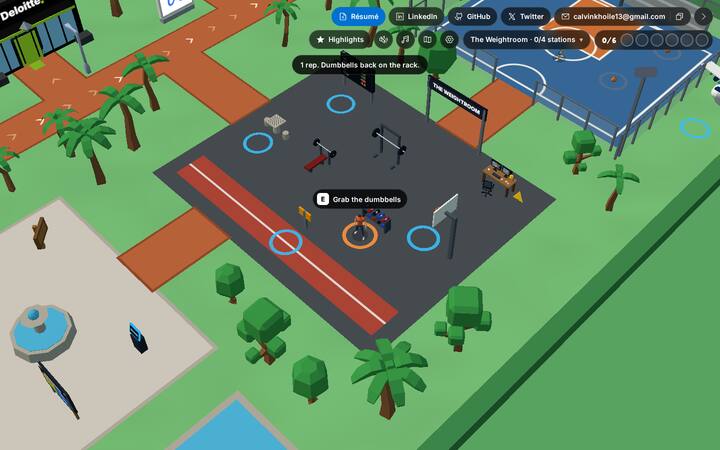 Deloitte.
Résumé
LinkedIn
GitHub
Twitter
calvinkhoile13@gmail.com
Highlights
The Weightroom · 0/4 stations
0/6
1 rep. Dumbbells back on the rack.
THE WEIGHTROOM
E Grab the dumbbells